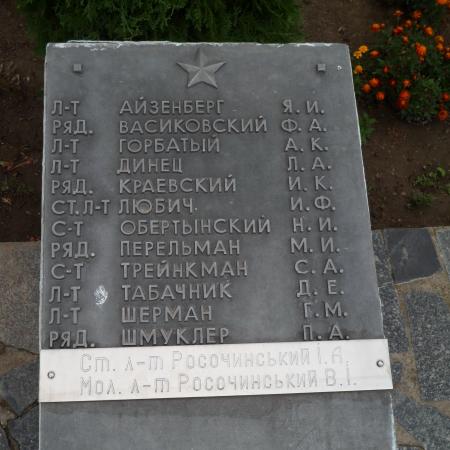 Л-Т АЙЗЕНБЕРГ Я. И.
РЯД. ВАСИКОВСКИЙ Ф. А.
Л-Т ГОРБАТЫЙ А. К.
Л-Т ДИНЕЦ Л. А.
РЯД. КРАЕВСКИЙ И. К.
СТ. Л-Т ЛЮБИЧ. И. Ф.
С-Т ОБЕРТЫНСКИЙ Н. И.
РЯД. ПЕРЕЛЬМАН М. И.
С-Т ТРЕЙНКМАН С. А.
Л-Т ТАБАЧНИК Д. Е.
Л-Т ШЕРМАН Г. М.
РЯД. ШМУКЛЕР П. А.
Ст. л-т Росочинський І. А.
Мол. л-т Росочинський В. І.